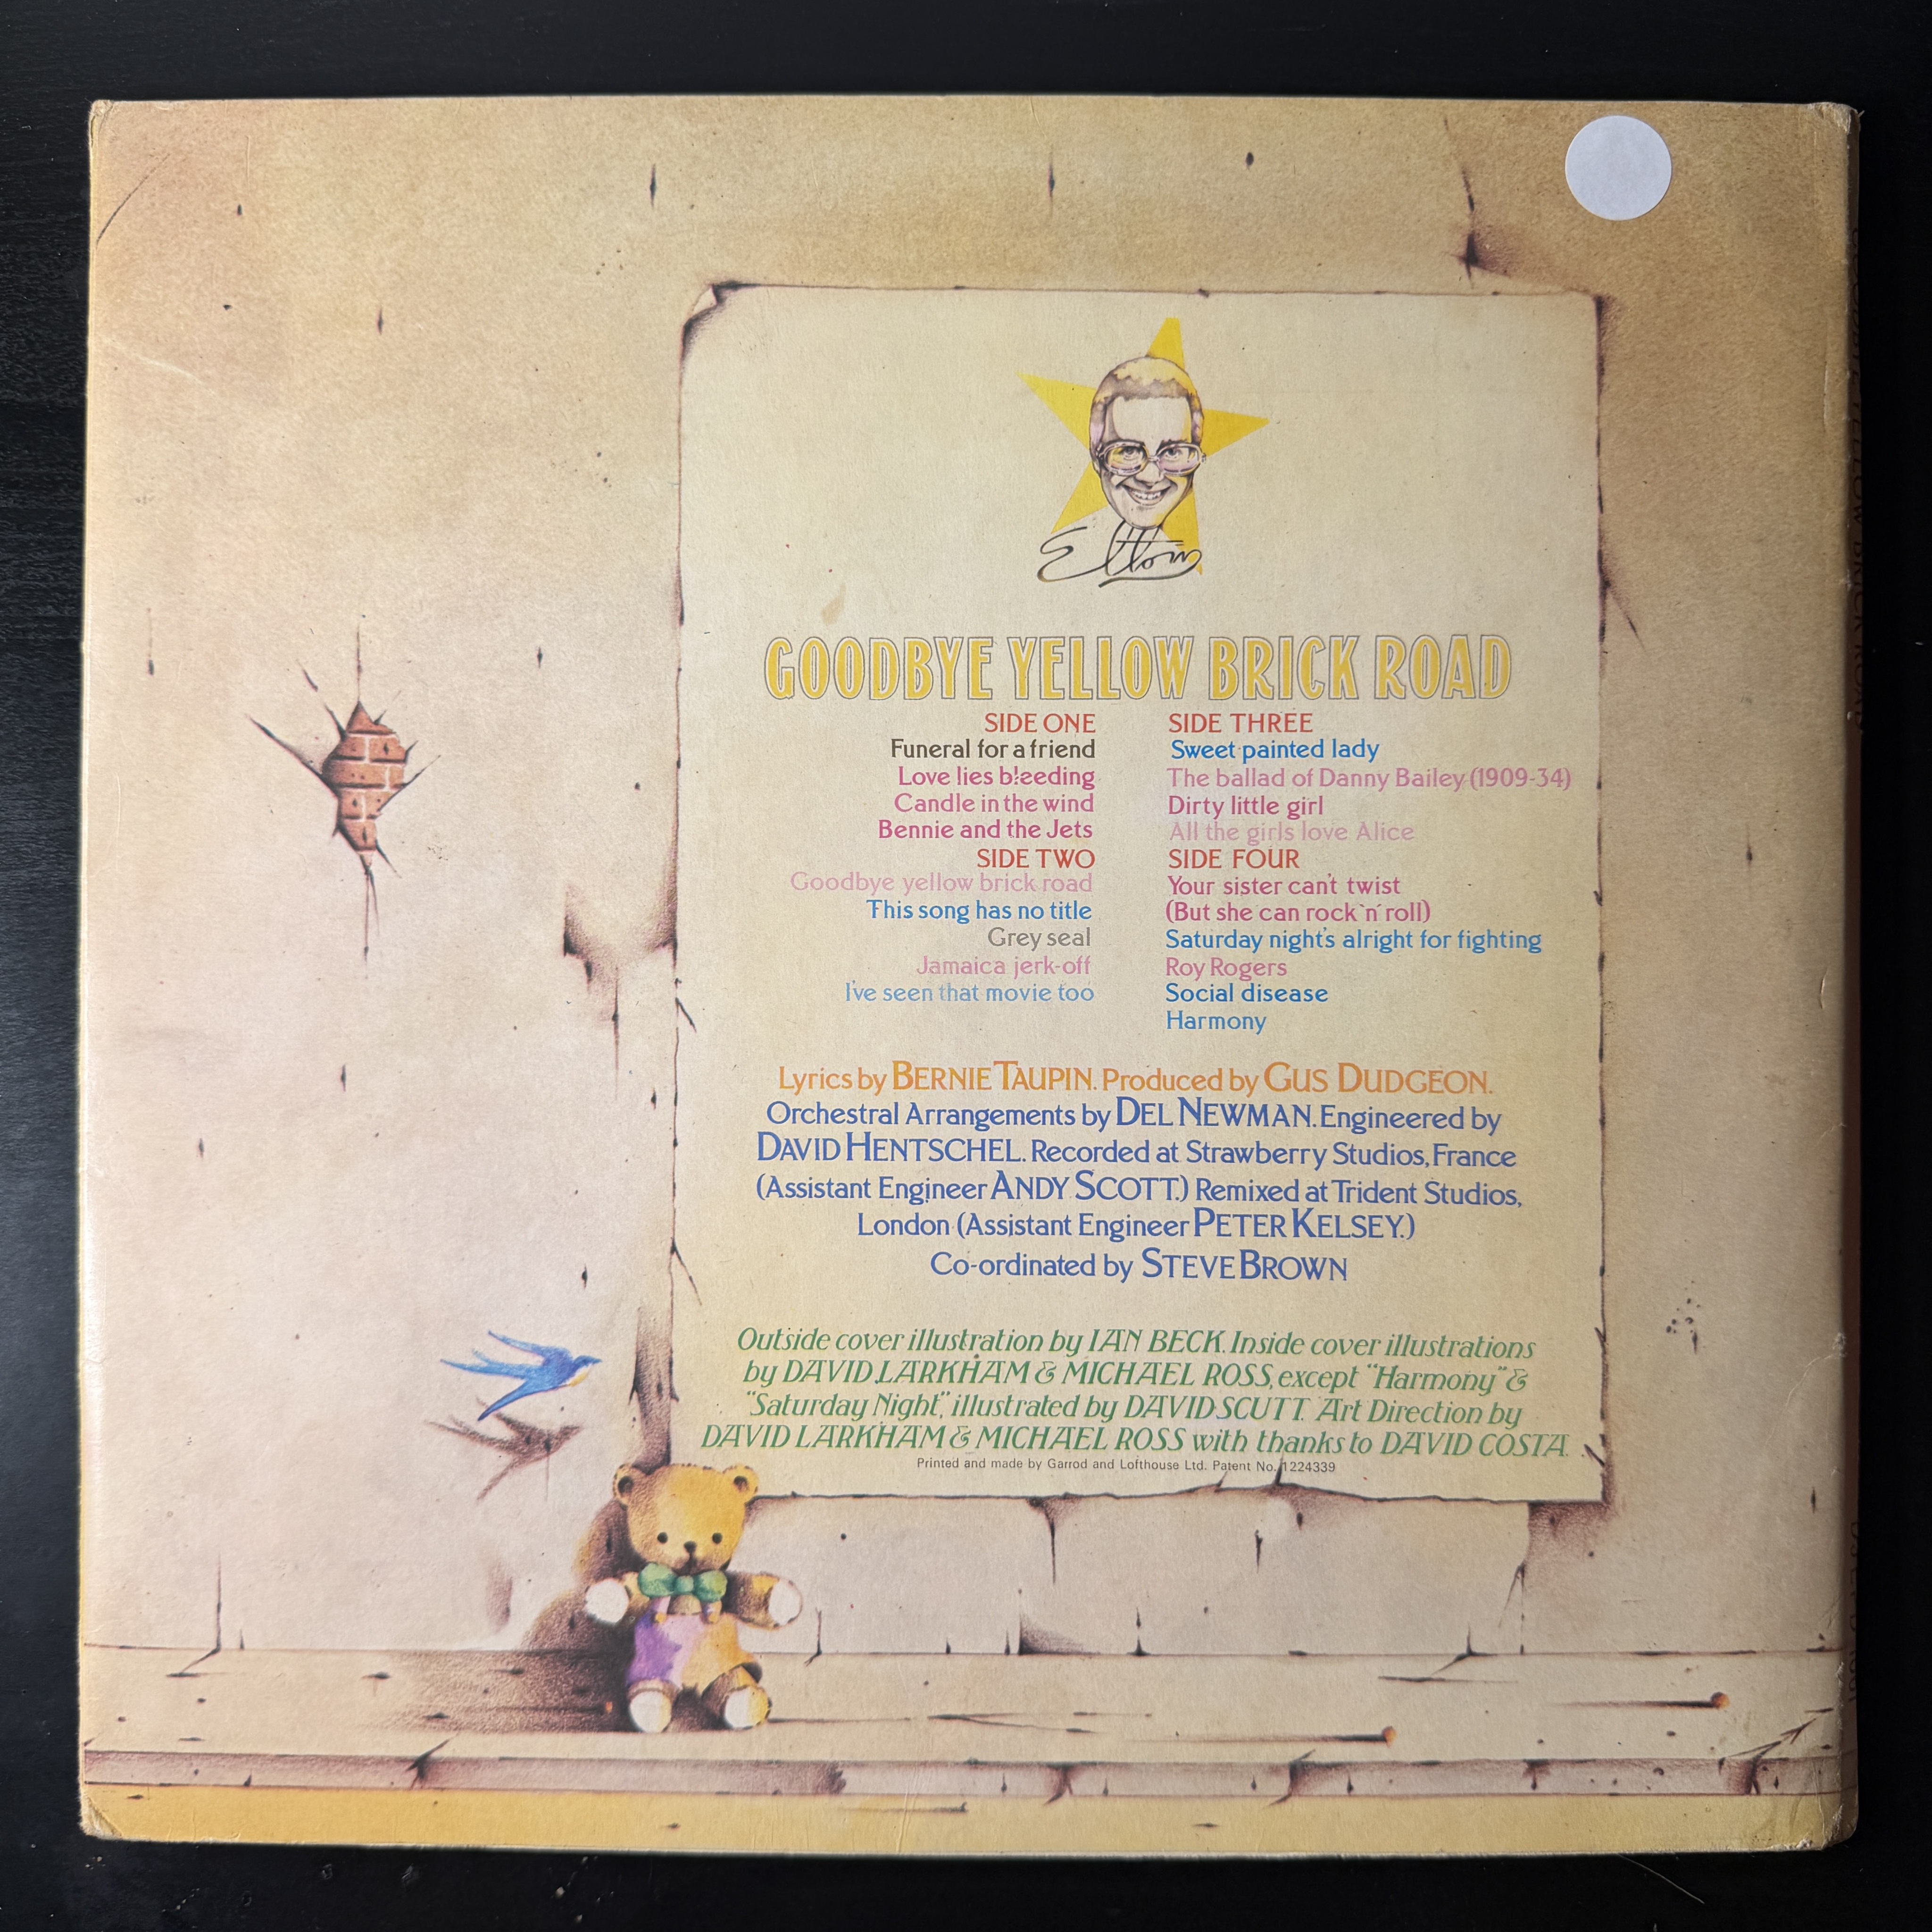 Elton
GOODBYE YELLOW BRICK ROAD
SIDE ONE
Funeral for a friend
Love lies bleeding
Candle in the wind
Bennie and the Jets
SIDE TWO
Goodbye yellow brick road
This song has no title
Grey seal
Jamaica jerk-off
I've seen that movie too
SIDE THREE
Sweet painted lady
The ballad of Danny Bailey (1909-34)
Dirty little girl
All the girls love Alice
SIDE FOUR
Your sister can't twist
(But she can rock 'n' roll)
Saturday night's alright for fighting
Roy Rogers
Social disease
Harmony
Lyrics by BERNIE TAUPIN. Produced by GUS DUDGEON.
Orchestral Arrangements by DEL NEWMAN. Engineered by
DAVID HENTSCHEL. Recorded at Strawberry Studios, France
(Assistant Engineer ANDY SCOTT.) Remixed at Trident Studios,
London (Assistant Engineer PETER KELSEY.)
Co-ordinated by STEVE BROWN
Outside cover illustration by IAN BECK. Inside cover illustrations
by DAVID LARKHAM & MICHAEL ROSS, except "Harmony" &
"Saturday Night", illustrated by DAVID SCUTT. Art Direction by
DAVID LARKHAM & MICHAEL ROSS with thanks to DAVID COSTA.
Printed and made by Garrod and Lofthouse Ltd. Patent No. 1224339
GOODBYE YELLOW BRICK ROAD